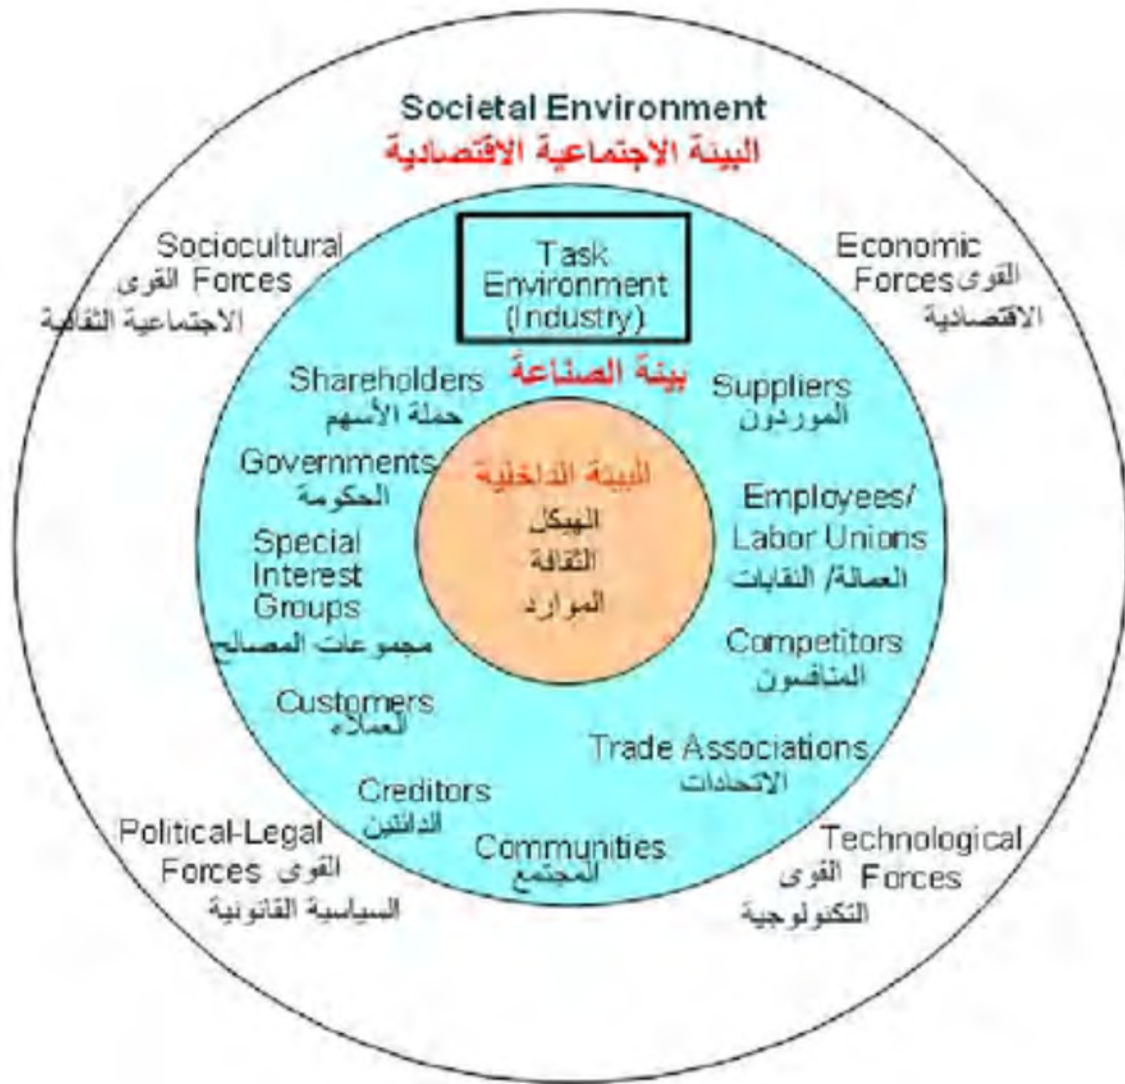 Societal Environment
البيئة الاجتماعية الاقتصادية
Sociocultural
القوى Forces
الاجتماعية الثقافية
Economic
Forces القوى
الاقتصادية
Task
Environment
(Industry)
بيئة الصناعة
Shareholders
حملة الأسهم
Governments
الحكومة
Special
Interest
Groups
مجموعات المصالح
Customers
العملاء
Creditors
الدائنين
Communities
المجتمع
Suppliers
الموردون
Employees/
Labor Unions
العمالة/ النقابات
Competitors
المنافسون
Trade Associations
الاتحادات
البيئة الداخلية
الهيكل
الثقافة
الموارد
Political-Legal
Forces القوى
السياسية القانونية
Technological
القوى Forces
التكنولوجية